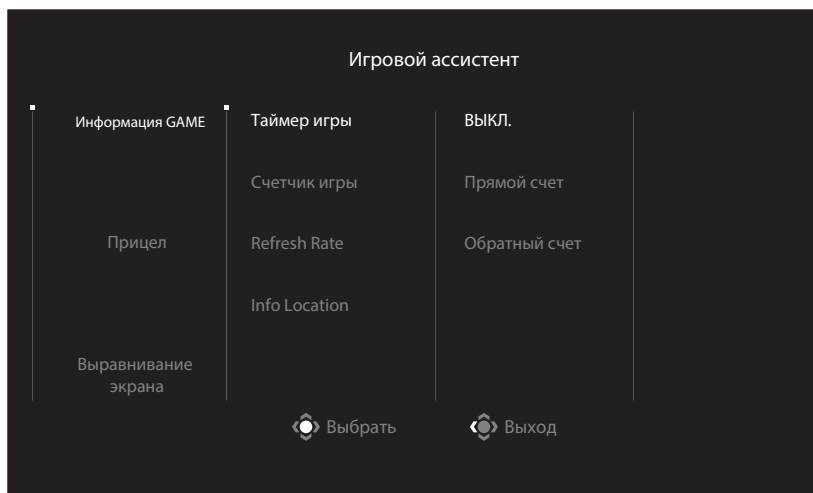 Игровой ассистент
Информация GAME
Таймер игры
ВЫКЛ.
Счетчик игры
Прямой счет
Прицел
Refresh Rate
Обратный счет
Info Location
Выравнивание
экрана
Выбрать
Выход